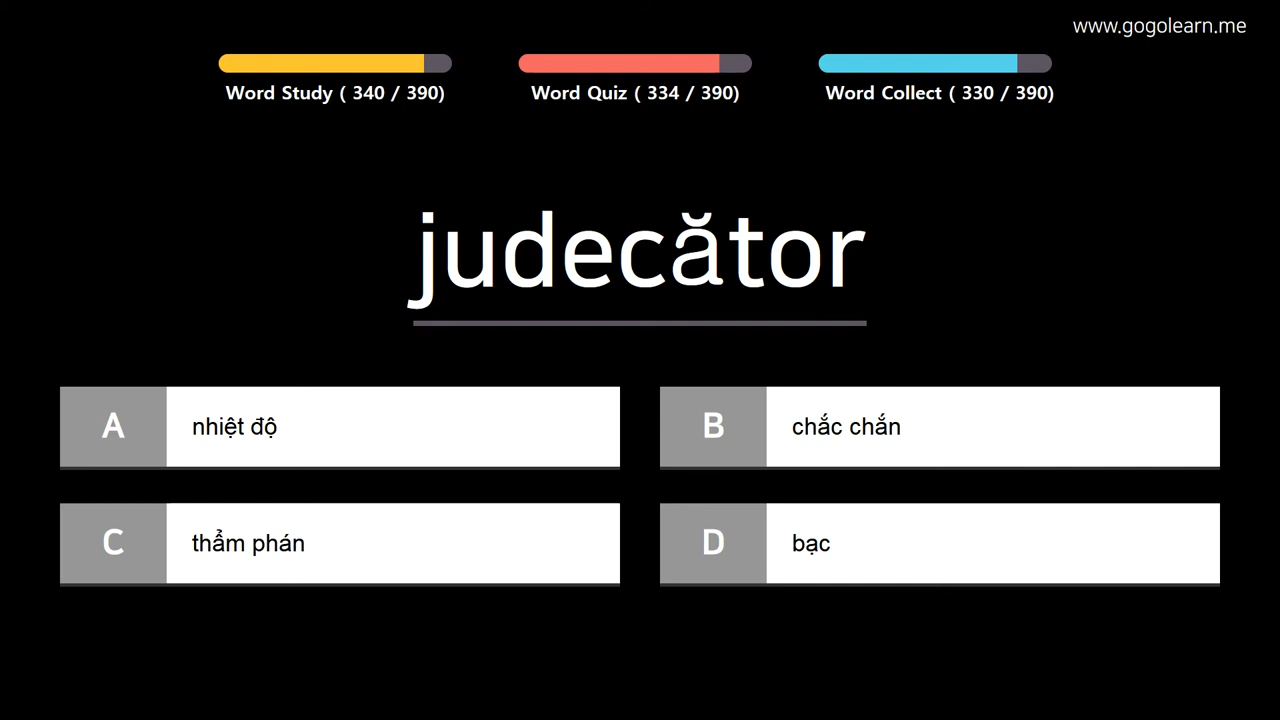 www.gogolearn.me
Word Study ( 340 / 390)
Word Quiz ( 334 / 390)
Word Collect ( 330 / 390)
judecător
A
nhiệt độ
B
chắc chắn
C
thẩm phán
D
bạc